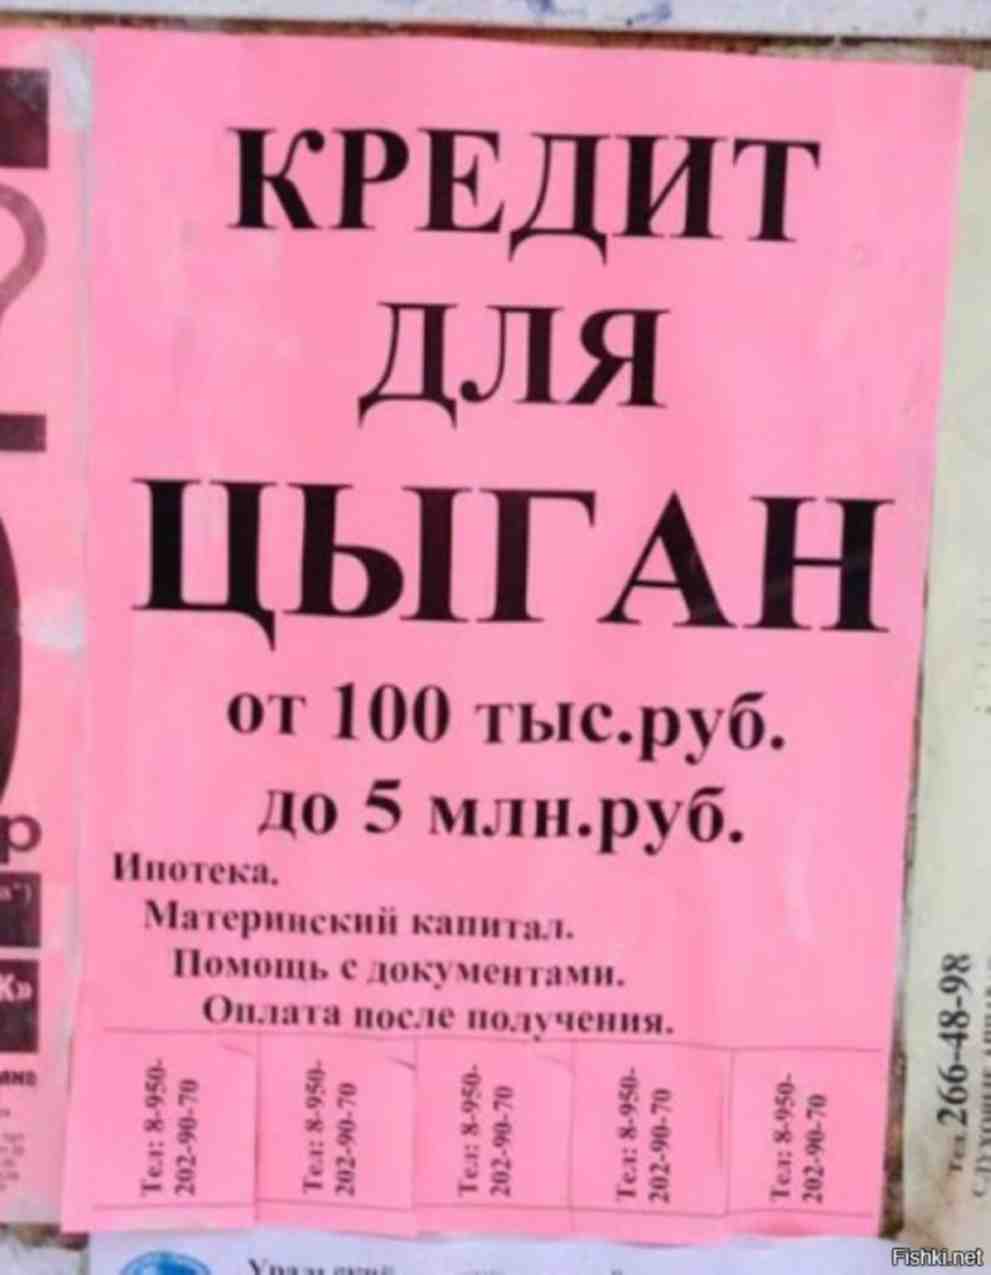 КРЕДИТ
ДЛЯ
ЦЫГАН
от 100 тыс.руб.
до 5 млн.руб.
Ипотека.
Материнский капитал.
Помощь с документами.
Оплата после получения.
Тел: 8-950-
202-90-70
Тел: 8-950-
202-90-70
Тел: 8-950-
202-90-70
Тел: 8-950-
202-90-70
Тел: 8-950-
202-90-70
тел. 266-48-98
Fishki.net